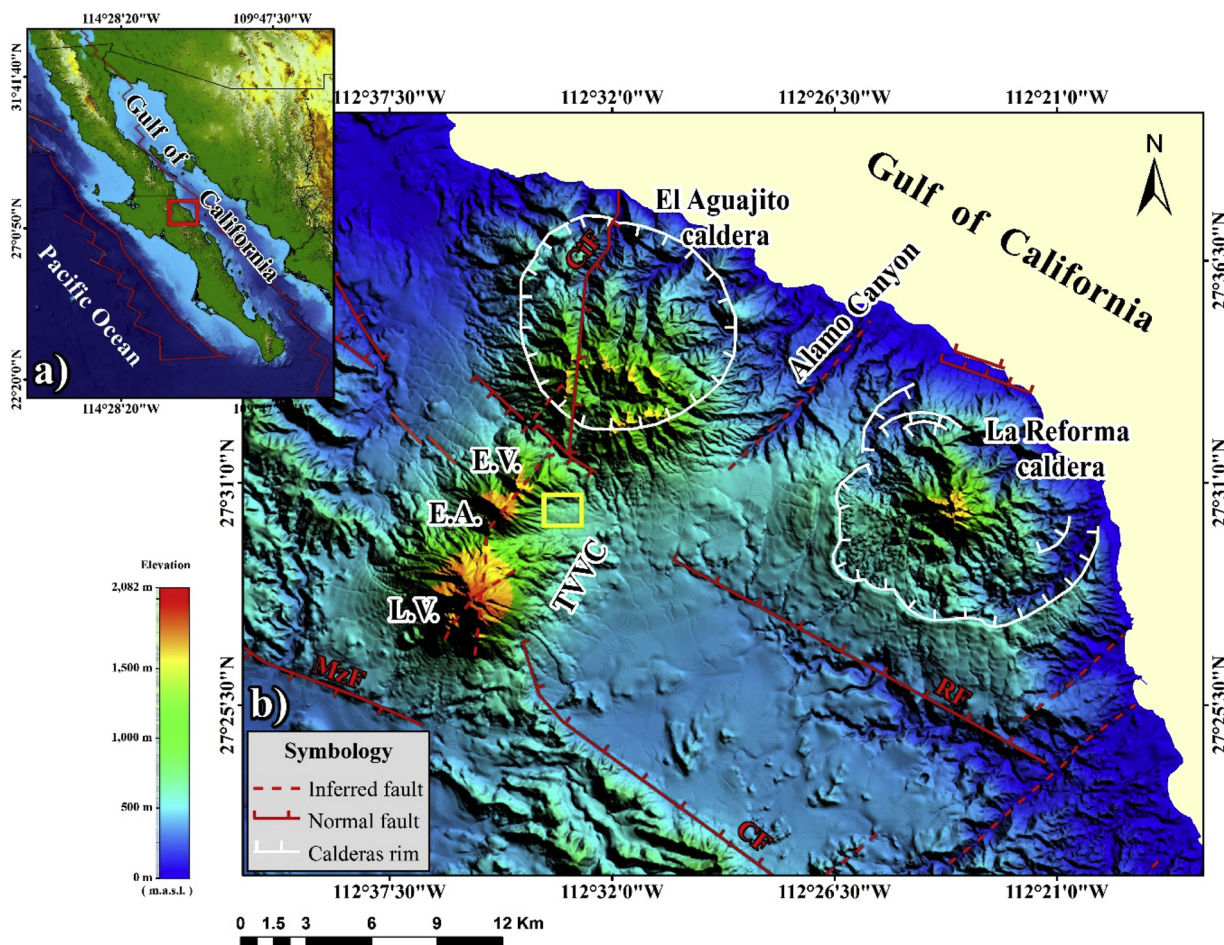 114°28'20"W
109°47'30"W
31°41'40"N
27°0'50"N
22°20'0"N
Gulf of
California
Pacific Ocean
a)
114°28'20"W
109°47'
112°37'30"W
112°32'0"W
112°26'30"W
112°21'0"W
N
Gulf of California
El Aguajito
caldera
CiF
Alamo Canyon
La Reforma
caldera
27°36'30"N
E.V.
E.A.
L.V.
TVVC
27°31'0"N
27°31'0"N
MzF
RF
CF
27°25'30"N
27°25'30"N
b)
Elevation
2,082 m
1,500 m
1,000 m
500 m
0 m
( m.a.s.l. )
Symbology
Inferred fault
Normal fault
Calderas rim
112°37'30"W
112°32'0"W
112°26'30"W
112°21'0"W
0 1.5 3 6 9 12 Km